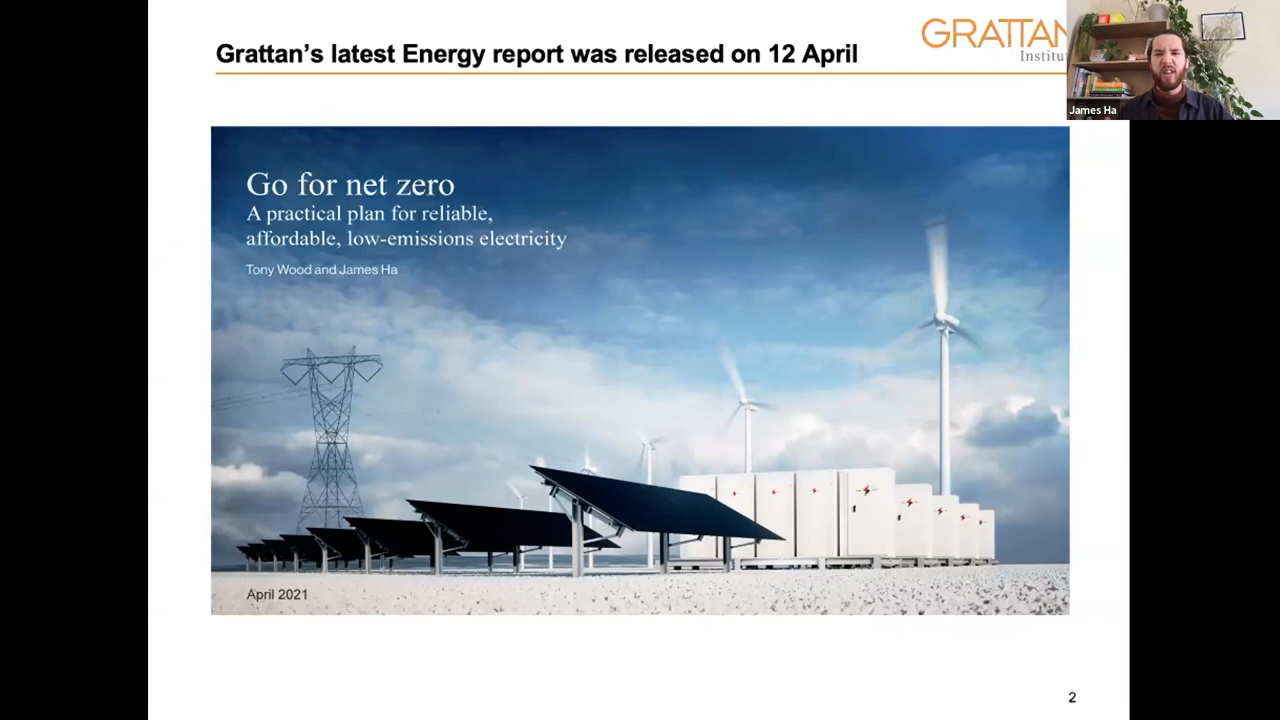 Grattan's latest Energy report was released on 12 April
GRATTAN
Institu
James Ha
Go for net zero
A practical plan for reliable,
affordable, low-emissions electricity
Tony Wood and James Ha
April 2021
2